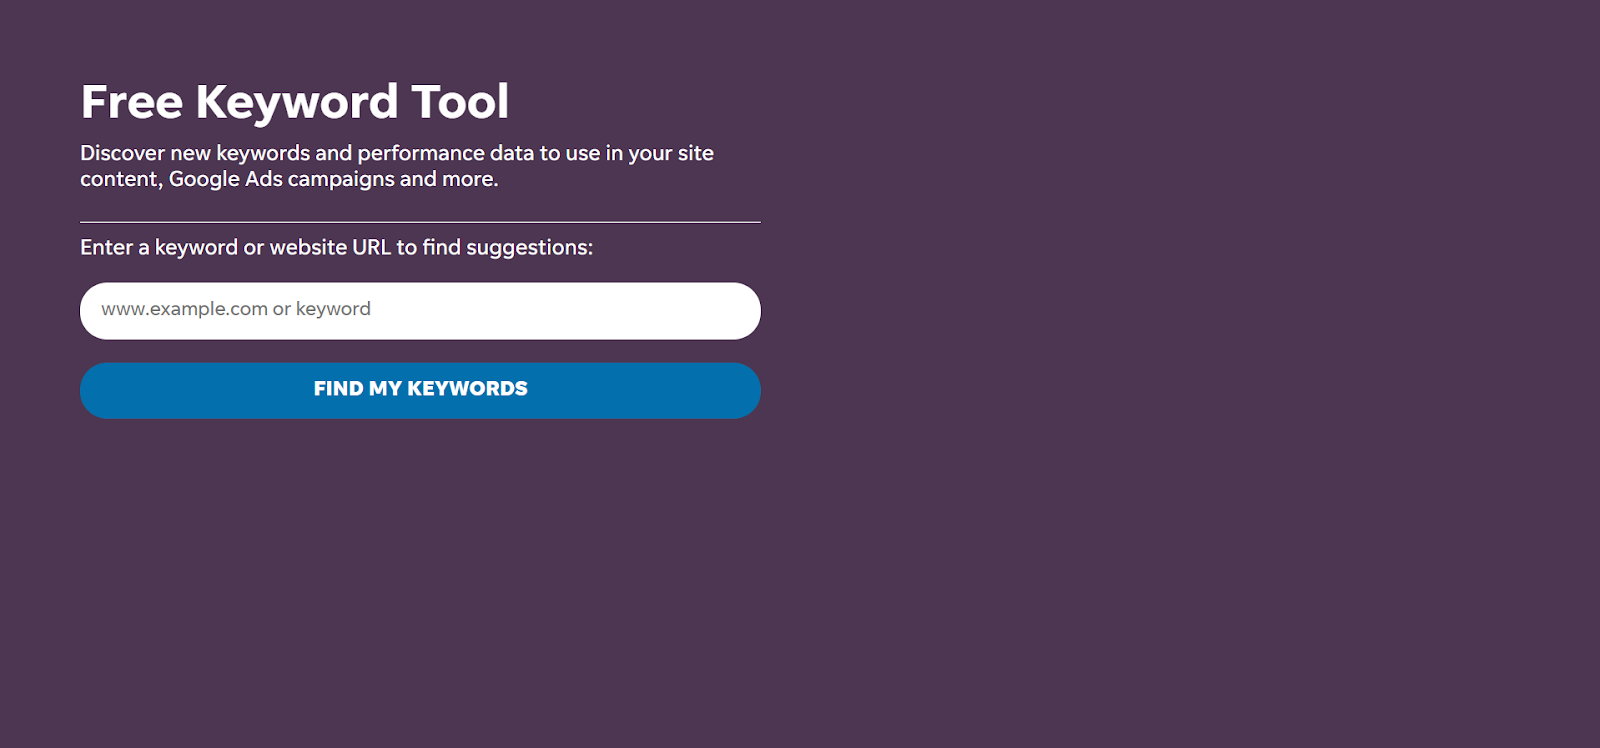 Free Keyword Tool
Discover new keywords and performance data to use in your site
content, Google Ads campaigns and more.
Enter a keyword or website URL to find suggestions:
www.example.com or keyword
FIND MY KEYWORDS